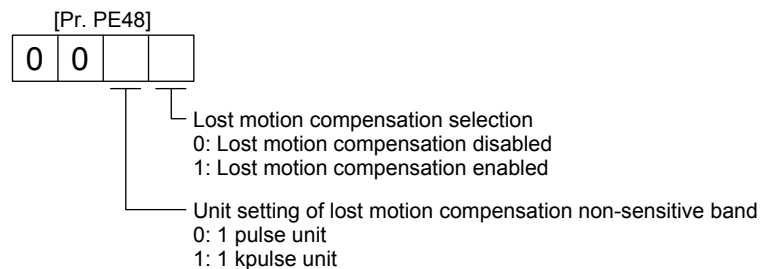 [Pr. PE48]
0 0
Lost motion compensation selection
0: Lost motion compensation disabled
1: Lost motion compensation enabled
Unit setting of lost motion compensation non-sensitive band
0: 1 pulse unit
1: 1 kpulse unit